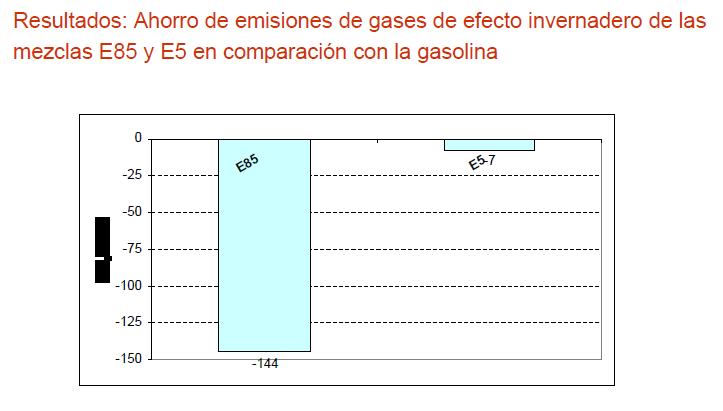 Resultados: Ahorro de emisiones de gases de efecto invernadero de las
mezclas E85 y E5 en comparación con la gasolina
0
E85
E5
-7
-25
-50
-75
-100
-125
-150
-144